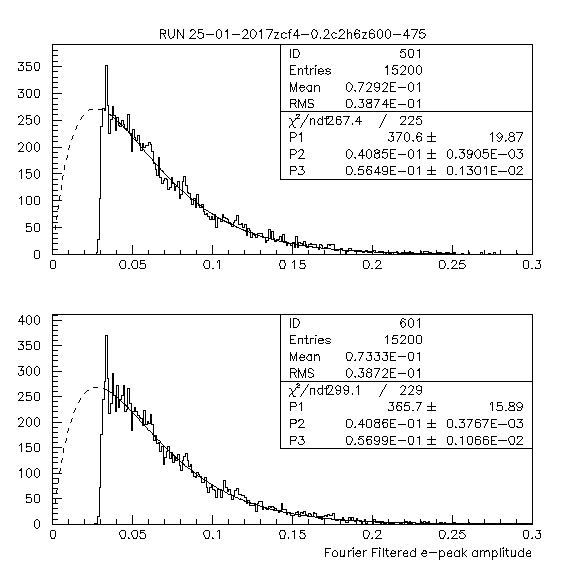 RUN 25-01-2017zcf4-0.2c2h6z600-475
ID 501
Entries 15200
Mean 0.7292E-01
RMS 0.3874E-01
χ²/ndf267.4 / 225
P1 370.6 ± 19.87
P2 0.4085E-01 ± 0.3905E-03
P3 0.5649E-01 ± 0.1301E-02
350
300
250
200
150
100
50
0
0 0.05 0.1 0.15 0.2 0.25 0.3
ID 601
Entries 15200
Mean 0.7333E-01
RMS 0.3872E-01
χ²/ndf299.1 / 229
P1 365.7 ± 15.89
P2 0.4086E-01 ± 0.3767E-03
P3 0.5699E-01 ± 0.1066E-02
400
350
300
250
200
150
100
50
0
0 0.05 0.1 0.15 0.2 0.25 0.3
Fourier Filtered e-peak amplitude